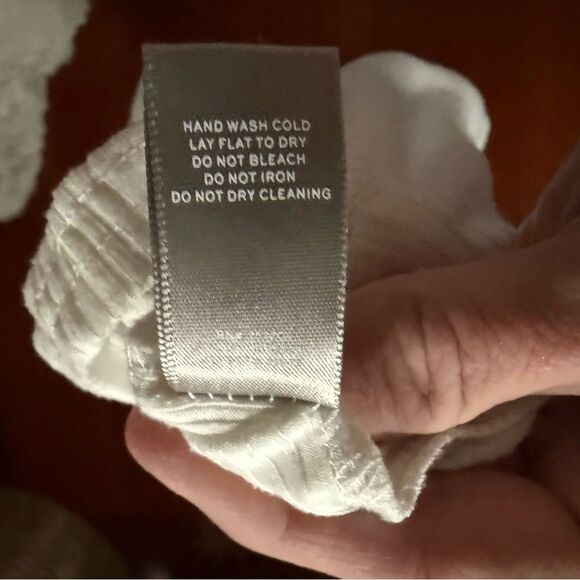 HAND WASH COLD
LAY FLAT TO DRY
DO NOT BLEACH
DO NOT IRON
DO NOT DRY CLEANING